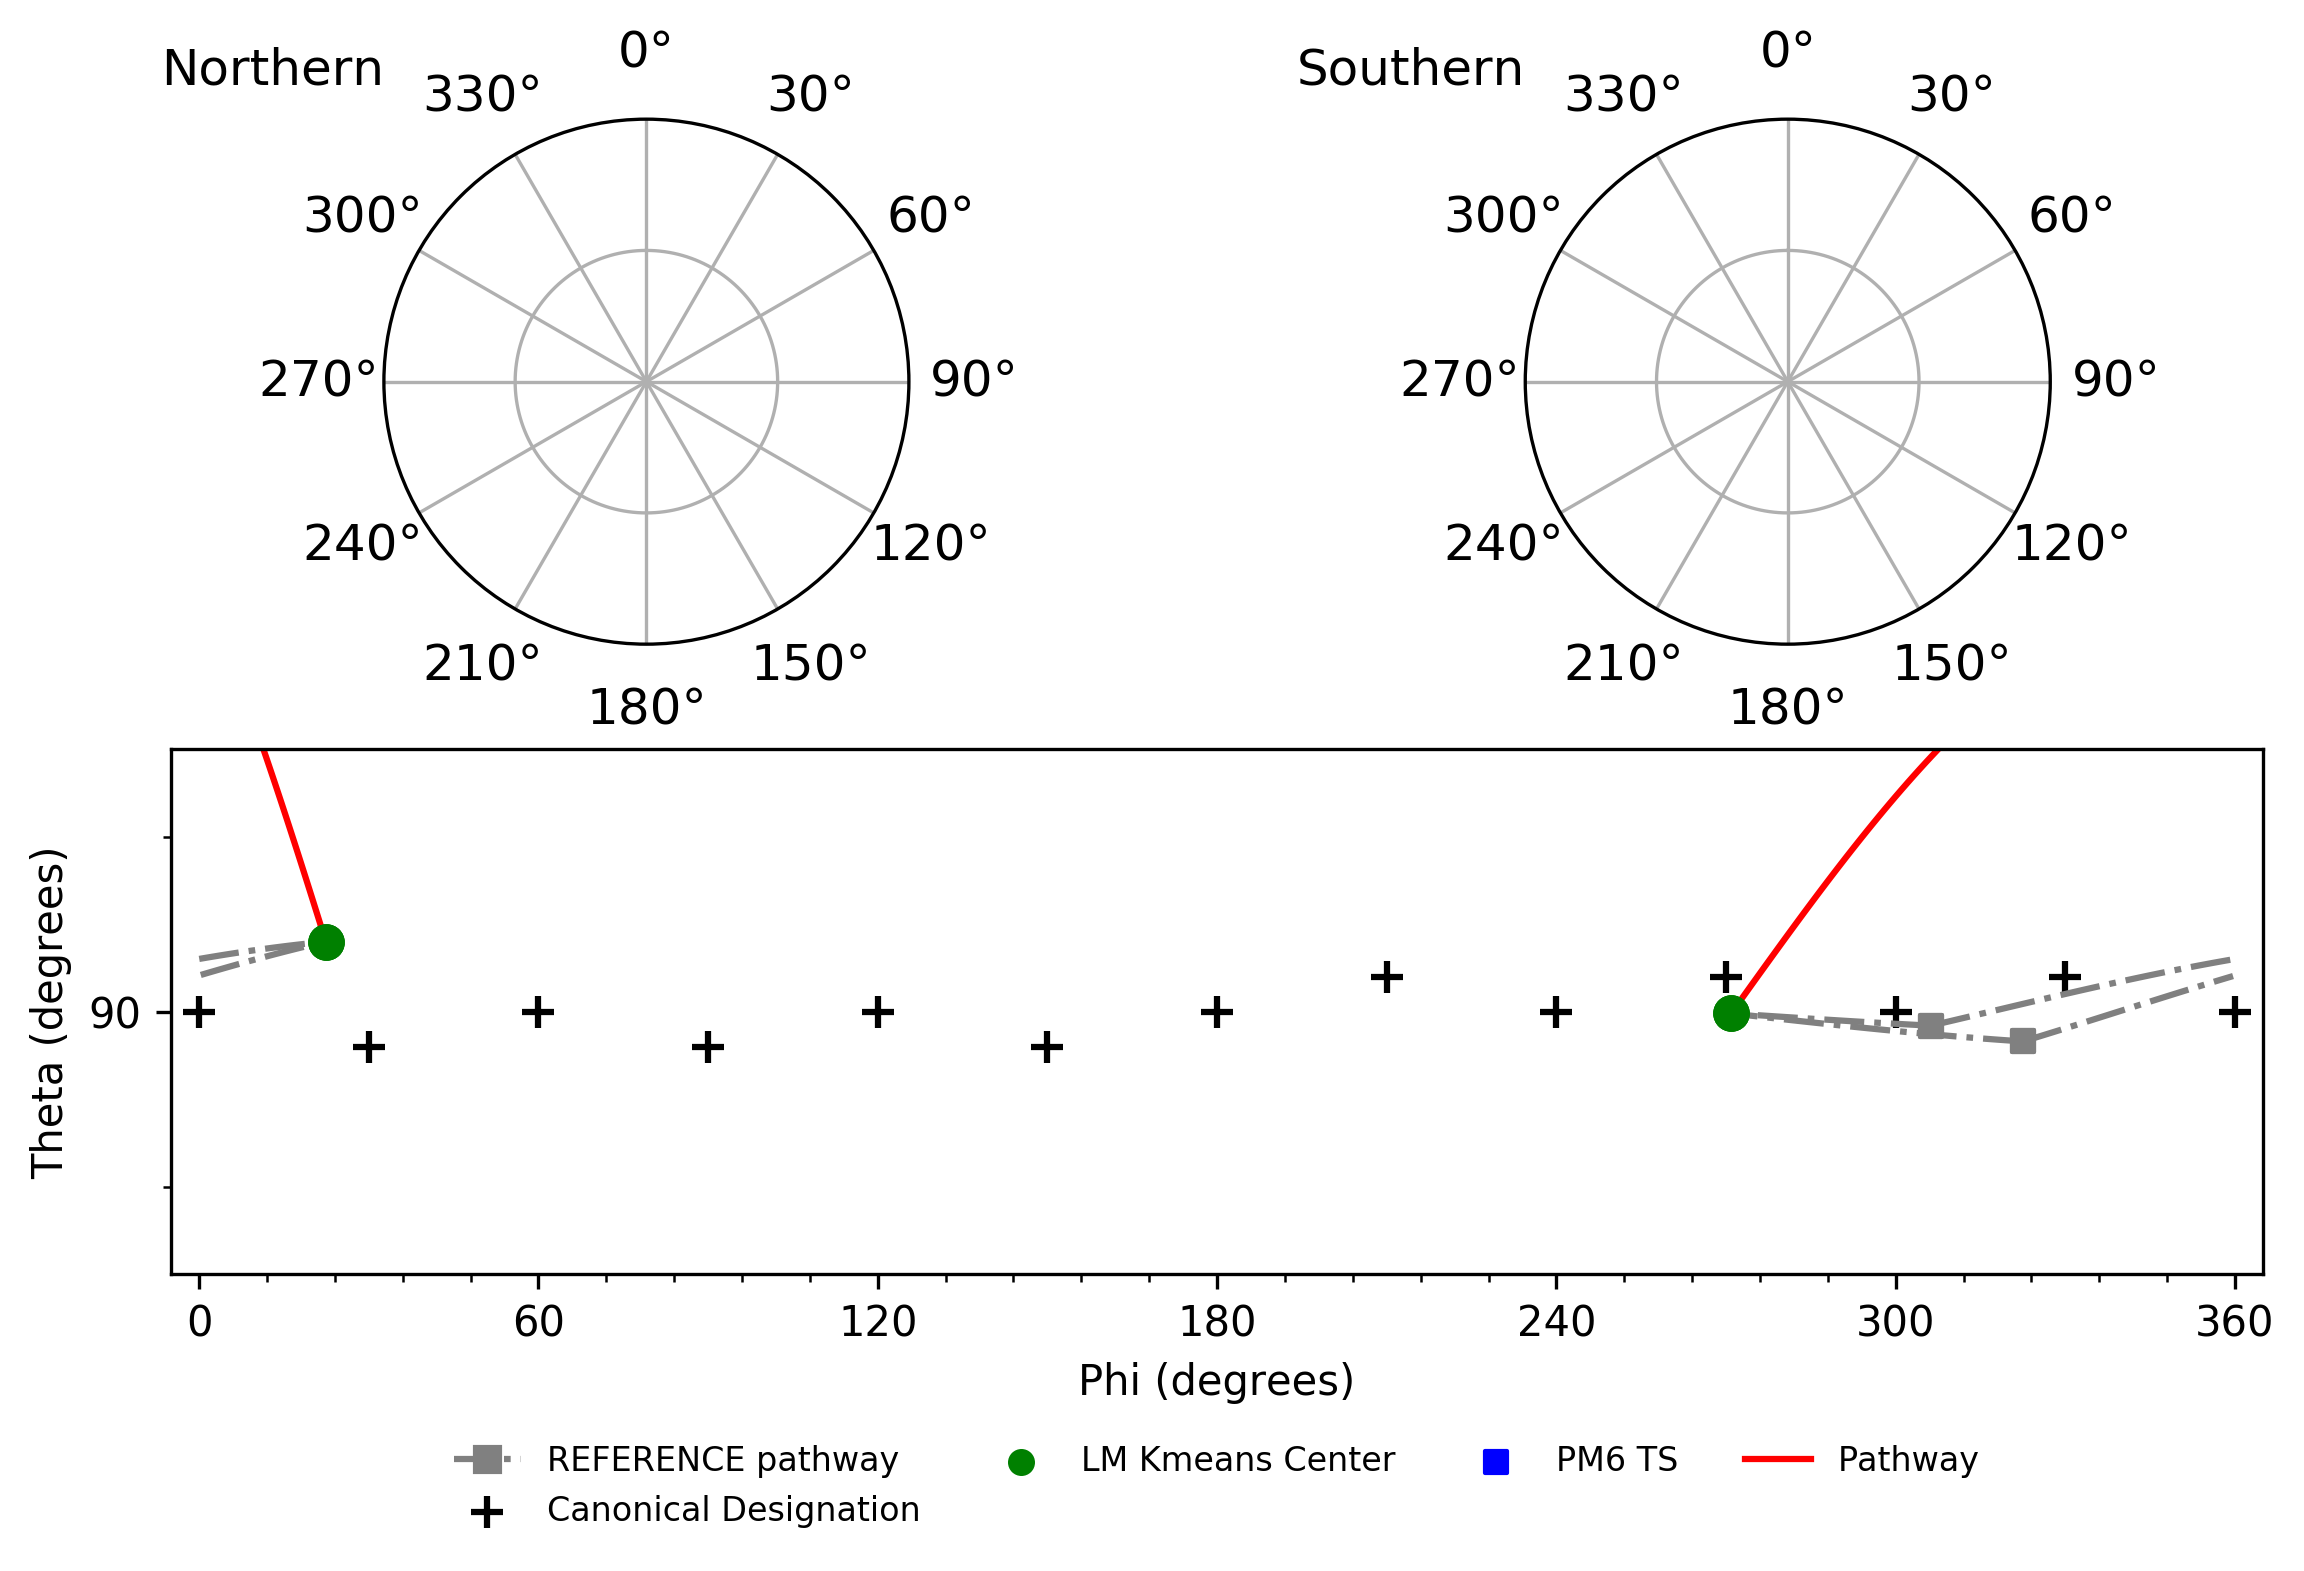 Northern
0°
330°
30°
300°
60°
270°
90°
240°
120°
210°
150°
180°
Southern
0°
330°
30°
300°
60°
270°
90°
240°
120°
210°
150°
180°
Theta (degrees)
90
0 60 120 180 240 300 360
Phi (degrees)
REFERENCE pathway
LM Kmeans Center
PM6 TS
Pathway
Canonical Designation